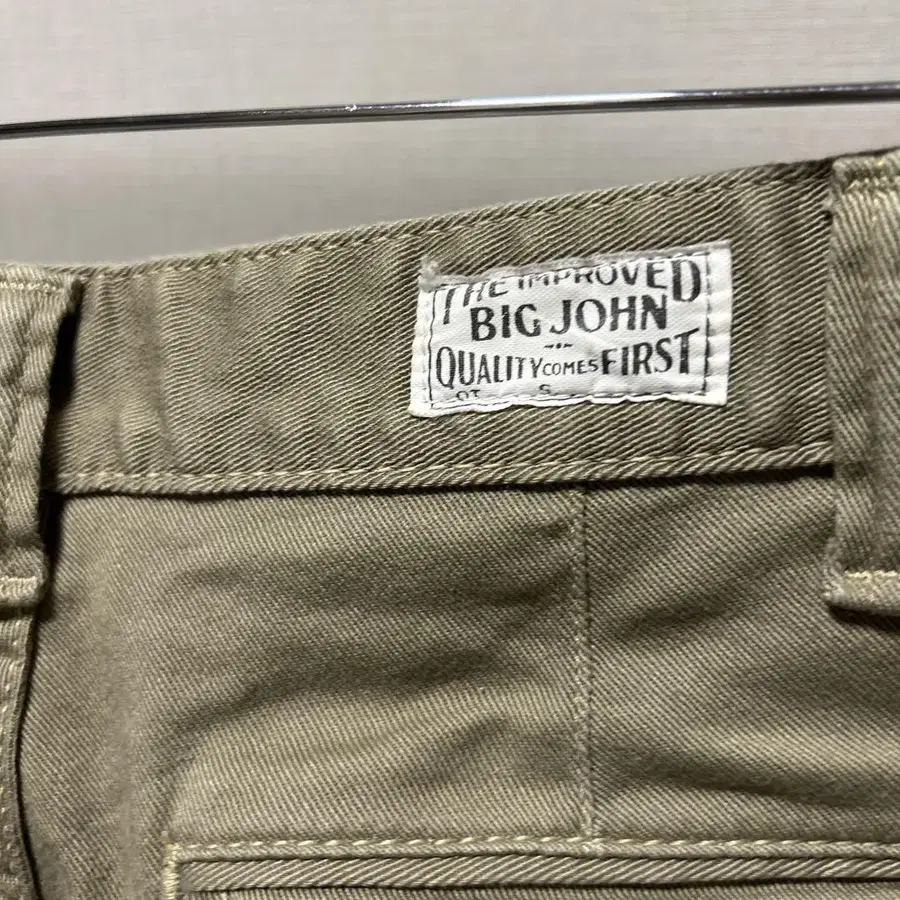 THE IMPROVED
BIG JOHN
QUALITY COMES FIRST